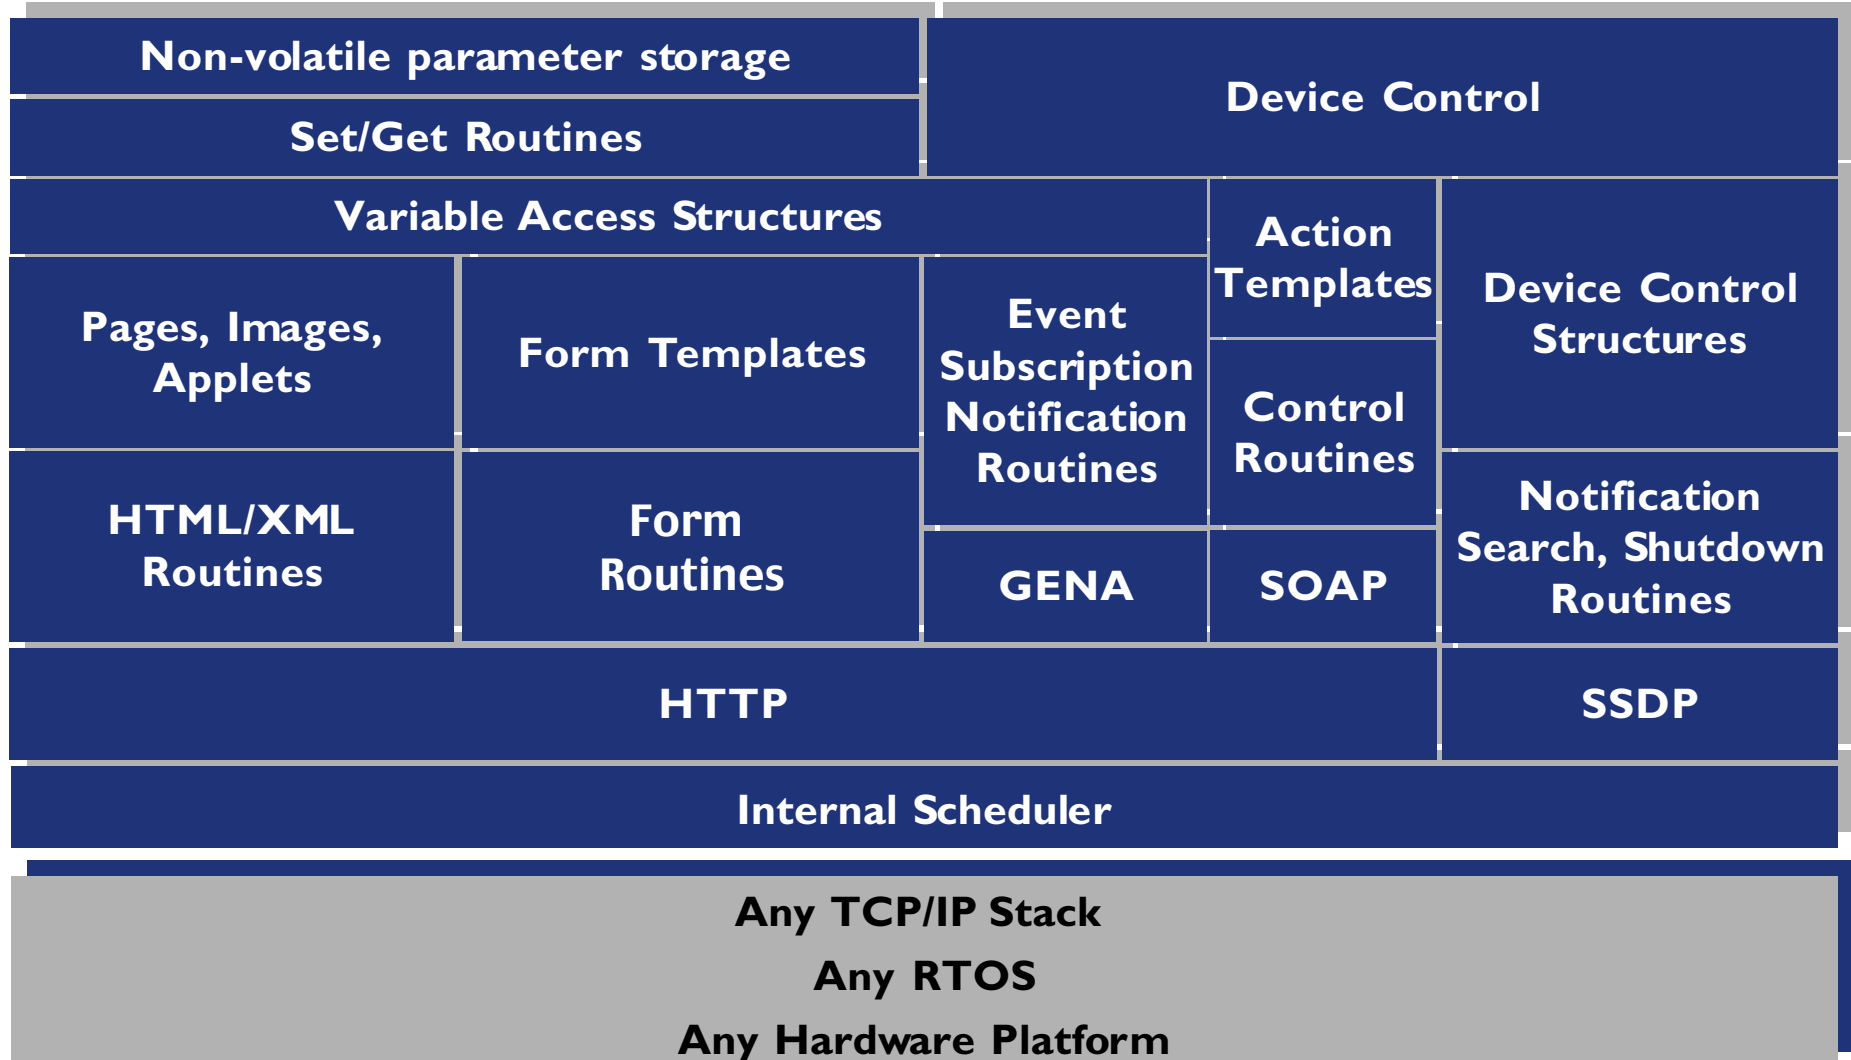 Non-volatile parameter storage
Device Control
Set/Get Routines
Variable Access Structures
Action
Templates
Device Control
Structures
Pages, Images,
Applets
Form Templates
Event
Subscription
Notification
Routines
Control
Routines
HTML/XML
Routines
Form
Routines
GENA
SOAP
Notification
Search, Shutdown
Routines
HTTP
SSDP
Internal Scheduler
Any TCP/IP Stack
Any RTOS
Any Hardware Platform